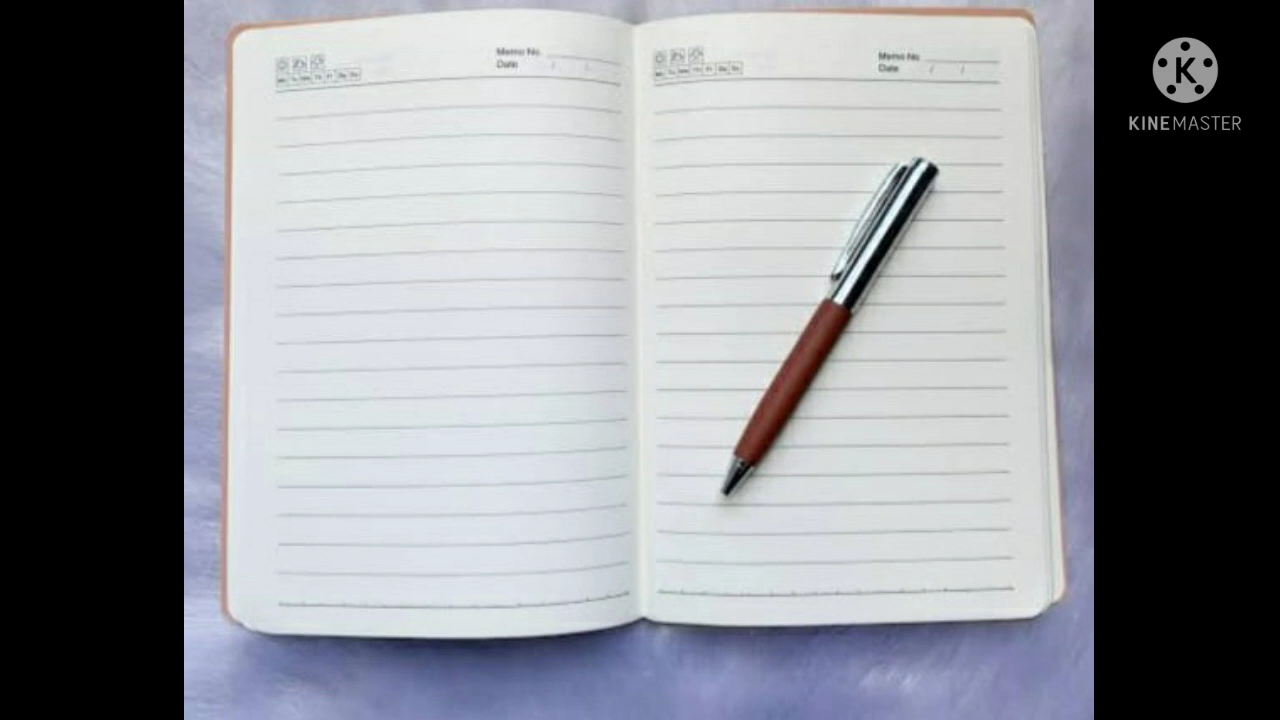 Memo No.
Date / /
Memo No.
Date / /
K
KINEMASTER